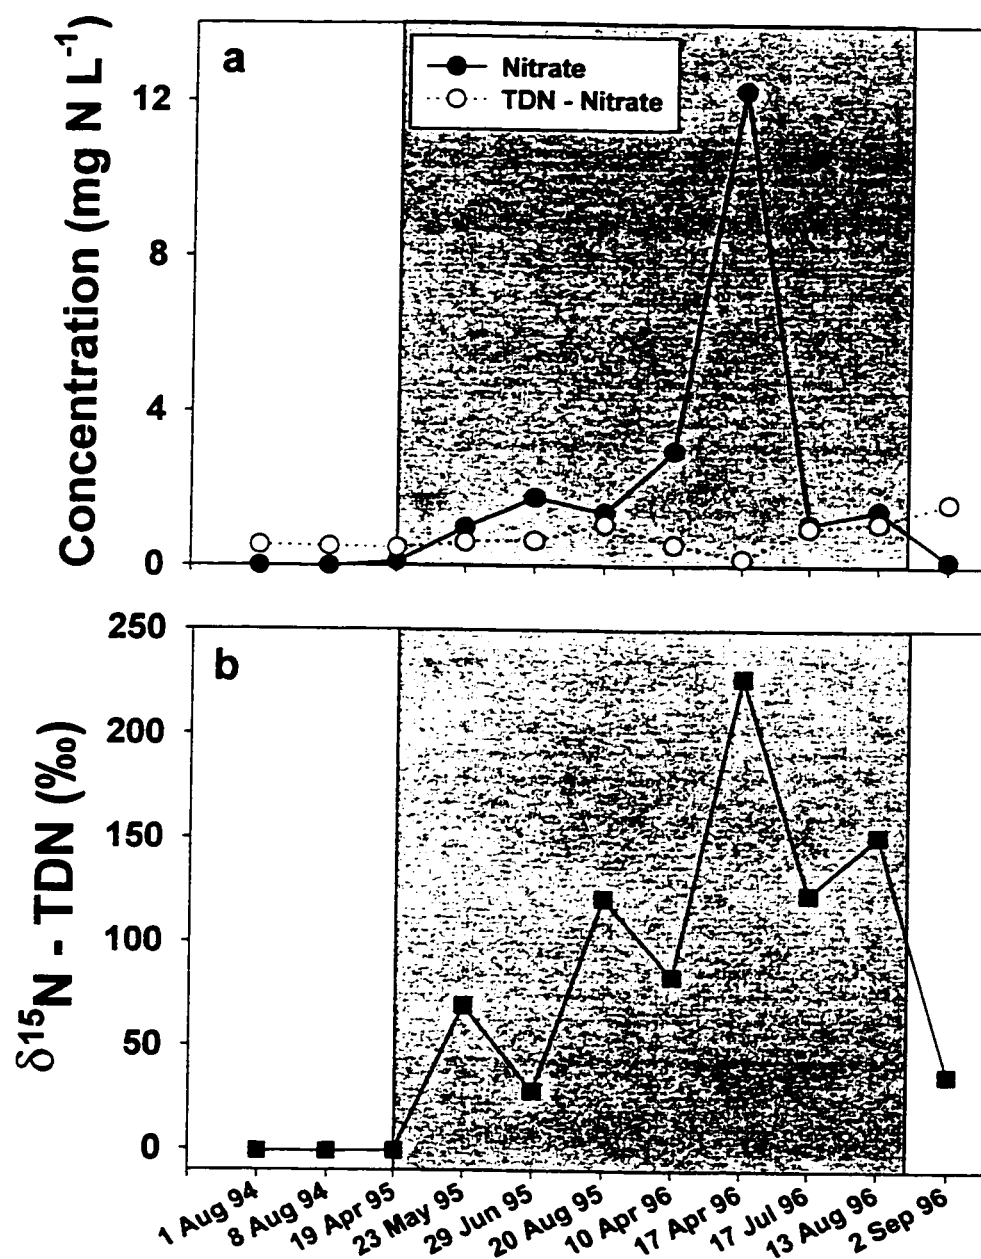 a
Nitrate
TDN - Nitrate
Concentration (mg N L⁻¹)
12
8
4
0
b
δ¹⁵N - TDN (‰)
250
200
150
100
50
0
1 Aug 94
8 Aug 94
19 Apr 95
23 May 95
29 Jun 95
20 Aug 95
10 Apr 96
17 Apr 96
17 Jul 96
13 Aug 96
2 Sep 96